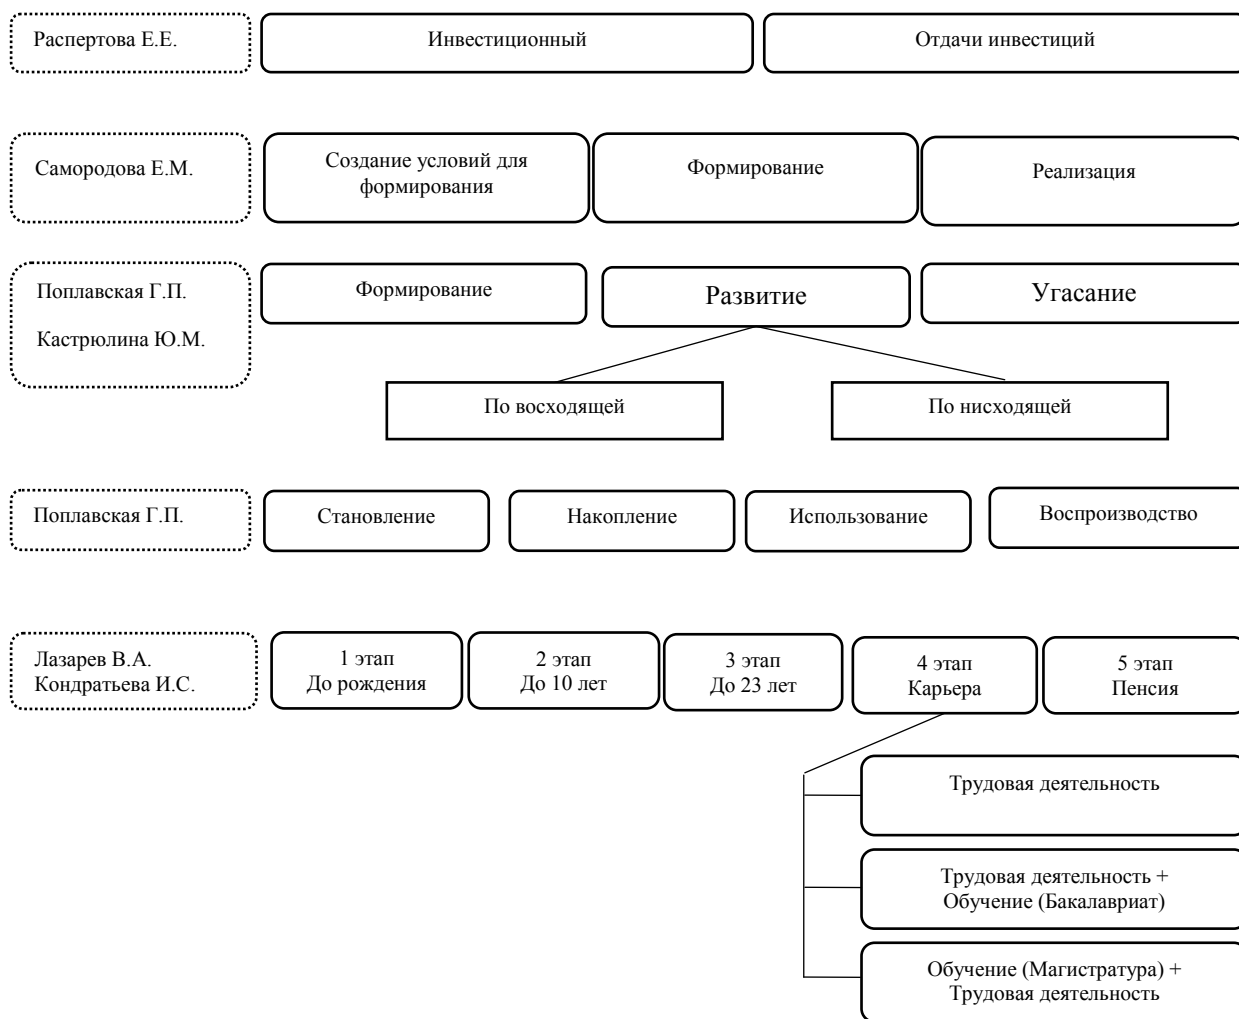 Распертова Е.Е.
Инвестиционный
Отдачи инвестиций
Самородова Е.М.
Создание условий для
формирования
Формирование
Реализация
Поплавская Г.П.
Кастрюлина Ю.М.
Формирование
Развитие
Угасание
По восходящей
По нисходящей
Поплавская Г.П.
Становление
Накопление
Использование
Воспроизводство
Лазарев В.А.
Кондратьева И.С.
1 этап
До рождения
2 этап
До 10 лет
3 этап
До 23 лет
4 этап
Карьера
5 этап
Пенсия
Трудовая деятельность
Трудовая деятельность +
Обучение (Бакалавриат)
Обучение (Магистратура) +
Трудовая деятельность